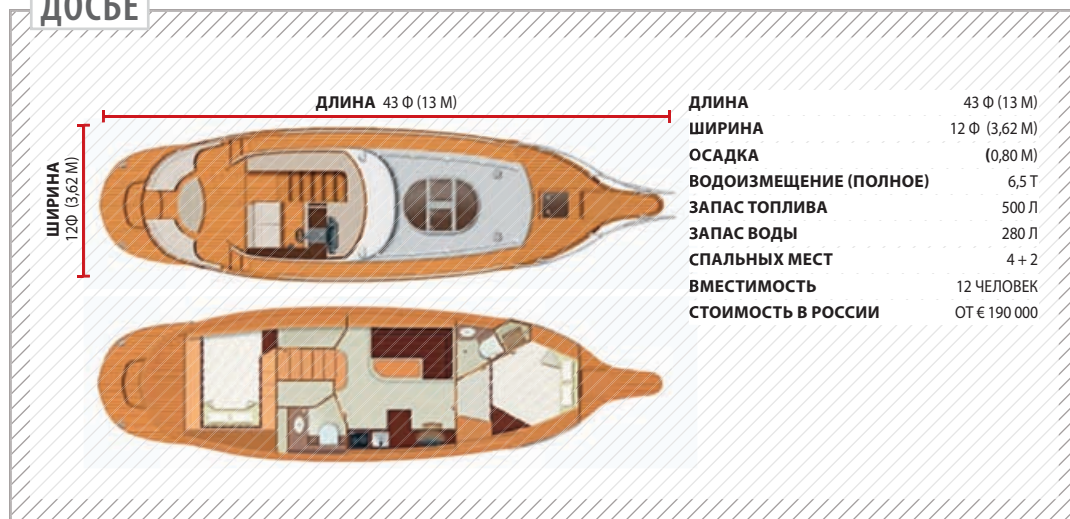 ДОСЬЕ
ДЛИНА 43 Ф (13 М)
ШИРИНА
12Ф (3,62 М)
ДЛИНА 43 Ф (13 М)
ШИРИНА 12 Ф (3,62 М)
ОСАДКА (0,80 М)
ВОДОИЗМЕЩЕНИЕ (ПОЛНОЕ) 6,5 Т
ЗАПАС ТОПЛИВА 500 Л
ЗАПАС ВОДЫ 280 Л
СПАЛЬНЫХ МЕСТ 4 + 2
ВМЕСТИМОСТЬ 12 ЧЕЛОВЕК
СТОИМОСТЬ В РОССИИ ОТ € 190 000